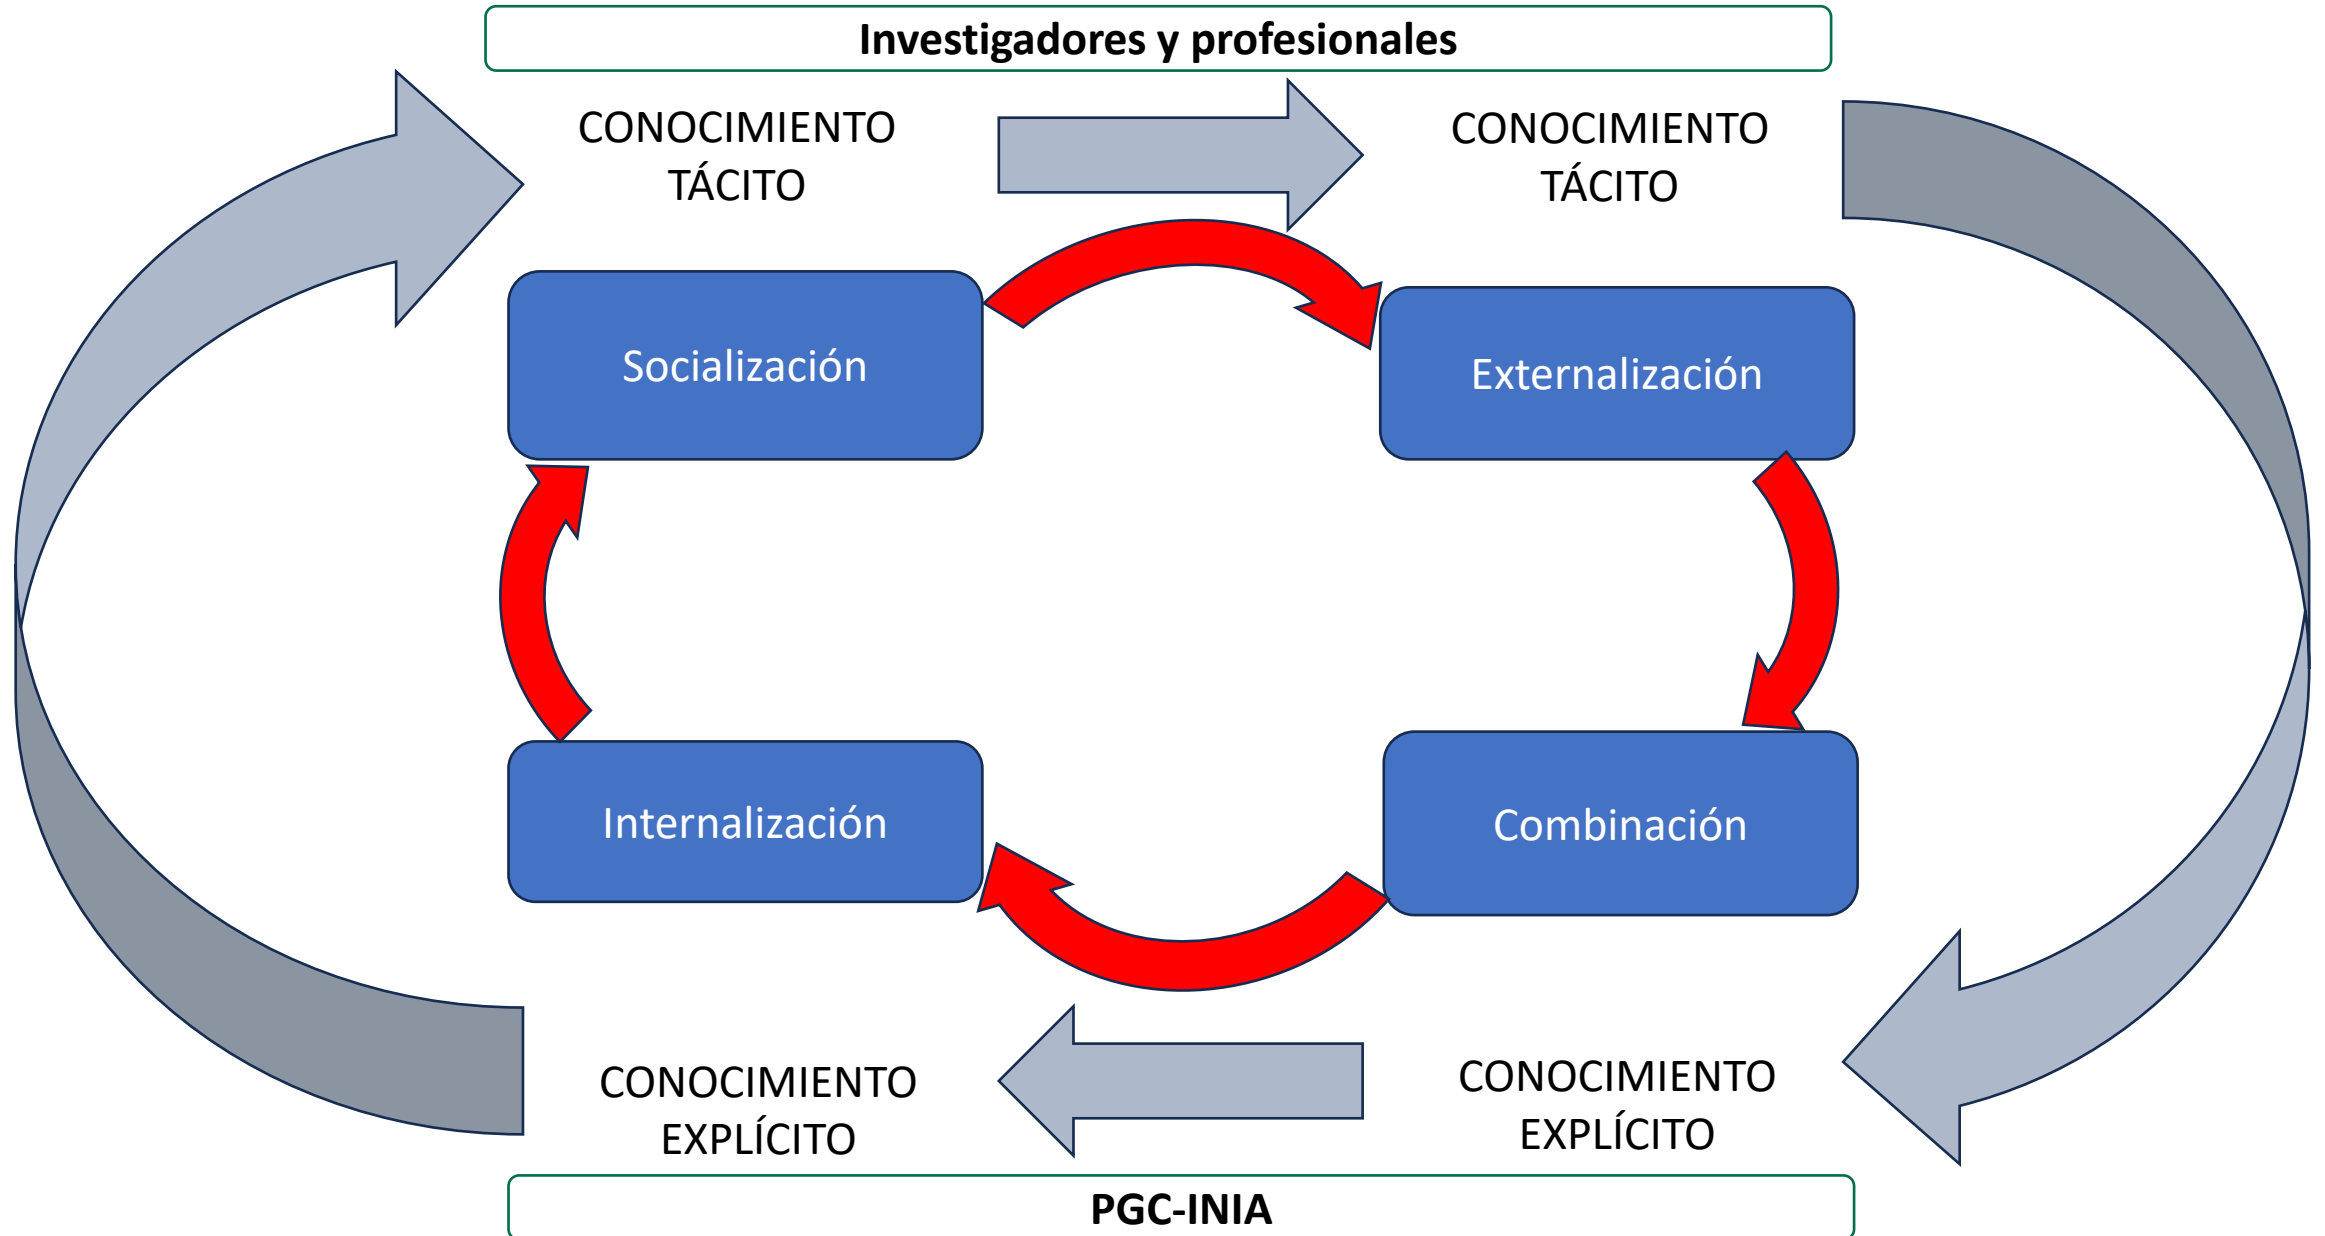 Investigadores y profesionales
CONOCIMIENTO
TÁCITO
CONOCIMIENTO
TÁCITO
Socialización
Externalización
Internalización
Combinación
CONOCIMIENTO
EXPLÍCITO
CONOCIMIENTO
EXPLÍCITO
PGC-INIA